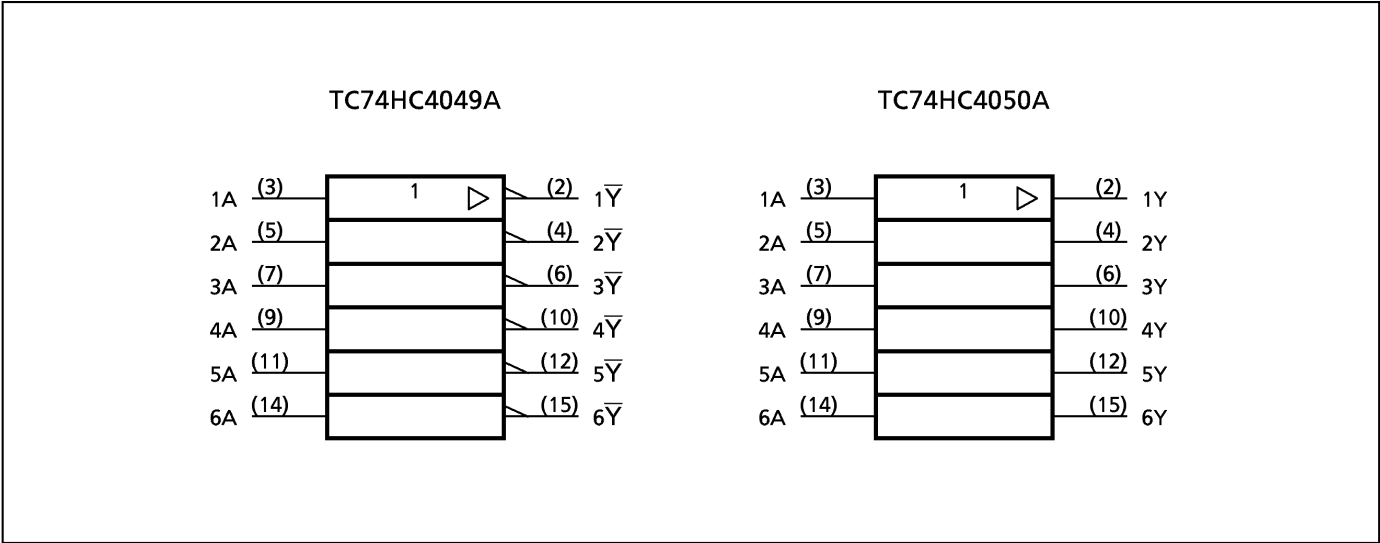 TC74HC4049A TC74HC4050A
1A (3) 1 (2) 1Y̅ 1A (3) 1 (2) 1Y
2A (5) (4) 2Y̅ 2A (5) (4) 2Y
3A (7) (6) 3Y̅ 3A (7) (6) 3Y
4A (9) (10) 4Y̅ 4A (9) (10) 4Y
5A (11) (12) 5Y̅ 5A (11) (12) 5Y
6A (14) (15) 6Y̅ 6A (14) (15) 6Y